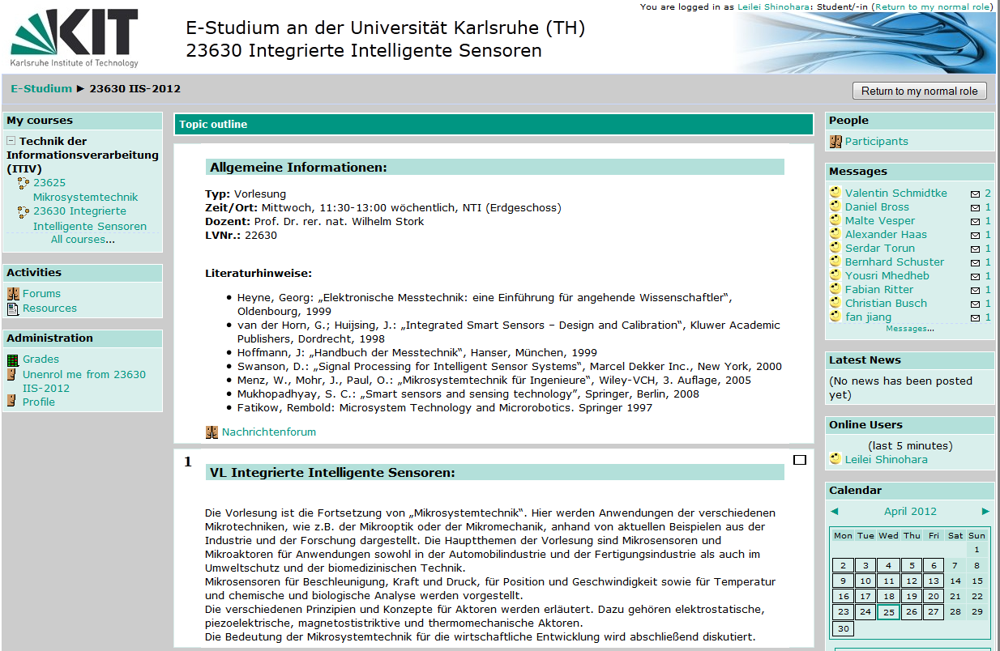 You are logged in as Leilei Shinohara: Student/-in (Return to my normal role)
KIT
Karlsruhe Institute of Technology
E-Studium an der Universität Karlsruhe (TH)
23630 Integrierte Intelligente Sensoren
E-Studium ► 23630 IIS-2012
Return to my normal role
My courses
Technik der
Informationsverarbeitung
(ITIV)
23625
Mikrosystemtechnik
23630 Integrierte
Intelligente Sensoren
All courses...
Activities
Forums
Resources
Administration
Grades
Unenrol me from 23630
IIS-2012
Profile
Topic outline
Allgemeine Informationen:
Typ: Vorlesung
Zeit/Ort: Mittwoch, 11:30-13:00 wöchentlich, NTI (Erdgeschoss)
Dozent: Prof. Dr. rer. nat. Wilhelm Stork
LVNr.: 22630
Literaturhinweise:
• Heyne, Georg: „Elektronische Messtechnik: eine Einführung für angehende Wissenschaftler“,
Oldenbourg, 1999
• van der Horn, G.; Huijsing, J.: „Integrated Smart Sensors – Design and Calibration“, Kluwer Academic
Publishers, Dordrecht, 1998
• Hoffmann, J: „Handbuch der Messtechnik“, Hanser, München, 1999
• Swanson, D.: „Signal Processing for Intelligent Sensor Systems“, Marcel Dekker Inc., New York, 2000
• Menz, W., Mohr, J., Paul, O.: „Mikrosystemtechnik für Ingenieure“, Wiley-VCH, 3. Auflage, 2005
• Mukhopadhyay, S. C.: „Smart sensors and sensing technology”, Springer, Berlin, 2008
• Fatikow, Rembold: Microsystem Technology and Microrobotics. Springer 1997
Nachrichtenforum
1
VL Integrierte Intelligente Sensoren:
Die Vorlesung ist die Fortsetzung von „Mikrosystemtechnik“. Hier werden Anwendungen der verschiedenen
Mikrotechniken, wie z.B. der Mikrooptik oder der Mikromechanik, anhand von aktuellen Beispielen aus der
Industrie und der Forschung dargestellt. Die Hauptthemen der Vorlesung sind Mikrosensoren und
Mikroaktoren für Anwendungen sowohl in der Automobilindustrie und der Fertigungsindustrie als auch im
Umweltschutz und der biomedizinischen Technik.
Mikrosensoren für Beschleunigung, Kraft und Druck, für Position und Geschwindigkeit sowie für Temperatur
und chemische und biologische Analyse werden vorgestellt.
Die verschiedenen Prinzipien und Konzepte für Aktoren werden erläutert. Dazu gehören elektrostatische,
piezoelektrische, magnetostistriktive und thermomechanische Aktoren.
Die Bedeutung der Mikrosystemtechnik für die wirtschaftliche Entwicklung wird abschließend diskutiert.
People
Participants
Messages
Valentin Schmidtke 2
Daniel Bross 1
Malte Vesper 1
Alexander Haas 1
Serdar Torun 1
Bernhard Schuster 1
Yousri Mhedheb 1
Fabian Ritter 1
Christian Busch 1
fan jiang 1
Messages...
Latest News
(No news has been posted
yet)
Online Users
(last 5 minutes)
Leilei Shinohara
Calendar
◄ April 2012 ►
Mon Tue Wed Thu Fri Sat Sun
1
2 3 4 5 6 7 8
9 10 11 12 13 14 15
16 17 18 19 20 21 22
23 24 25 26 27 28 29
30